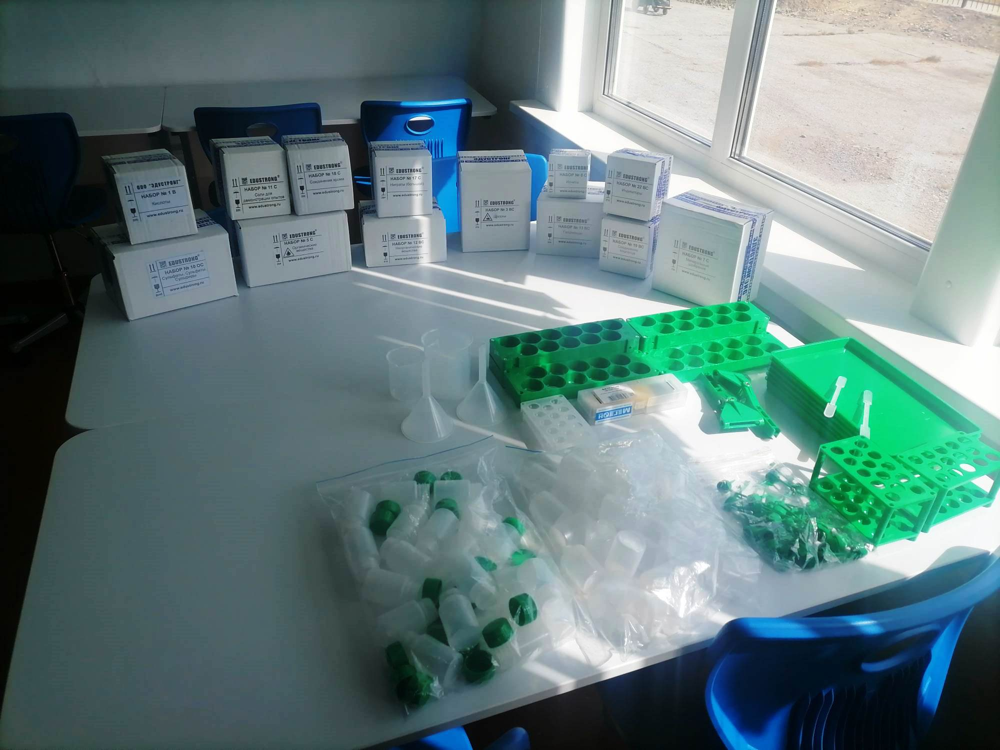 ООО "ЭДУСТРОНГ"
НАБОР № 1 В
Кислоты
www.edustrong.ru
EDUSTRONG®
НАБОР № 10 ОС
Сульфаты. Сульфиты.
Сульфиды
www.edustrong.ru
EDUSTRONG®
НАБОР № 11 С
Соли для
демонстрации опытов
www.edustrong.ru
EDUSTRONG®
НАБОР № 5 С
Органические
вещества
www.edustrong.ru
EDUSTRONG®
НАБОР № 18 С
Соединения хрома
www.edustrong.ru
EDUSTRONG®
НАБОР № 17 С
Нитраты (большой)
www.edustrong.ru
EDUSTRONG®
НАБОР № 12 ВС
Неорганические
вещества
www.edustrong.ru
ЭДУСТРОНГ
EDUSTRONG®
НАБОР № 3 ВС
Щелочи
www.edustrong.ru
EDUSTRONG
www.edustrong.ru
EDUSTRONG®
НАБОР № 13 ВС
Галогениды
www.edustrong.ru
EDUSTRONG®
НАБОР № 22 ВС
Индикаторы
www.edustrong.ru
EDUSTRONG®
НАБОР № 19 ВС
Соединения
марганца
www.edustrong.ru
EDUSTRONG®
НАБОР № 7 С
Минеральные
удобрения
www.edustrong.ru
МЕГЕОН